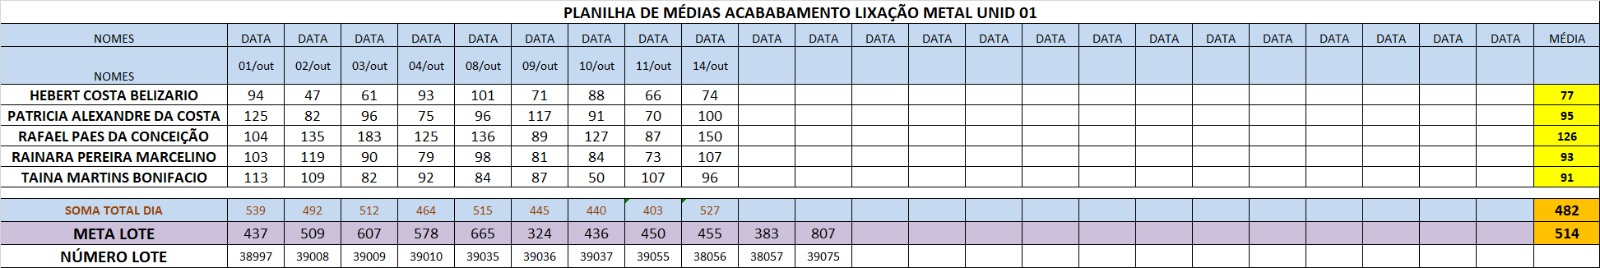 PLANILHA DE MÉDIAS ACABABAMENTO LIXAÇÃO METAL UNID 01
NOMES DATA DATA DATA DATA DATA DATA DATA DATA DATA DATA DATA DATA DATA DATA DATA DATA DATA DATA DATA DATA DATA DATA DATA MÉDIA
NOMES 01/out 02/out 03/out 04/out 08/out 09/out 10/out 11/out 14/out
HEBERT COSTA BELIZARIO 94 47 61 93 101 71 88 66 74 77
PATRICIA ALEXANDRE DA COSTA 125 82 96 75 96 117 91 70 100 95
RAFAEL PAES DA CONCEIÇÃO 104 135 183 125 136 89 127 87 150 126
RAINARA PEREIRA MARCELINO 103 119 90 79 98 81 84 73 107 93
TAINA MARTINS BONIFACIO 113 109 82 92 84 87 50 107 96 91
SOMA TOTAL DIA 539 492 512 464 515 445 440 403 527 482
META LOTE 437 509 607 578 665 324 436 450 455 383 807 514
NÚMERO LOTE 38997 39008 39009 39010 39035 39036 39037 39055 38056 38057 39075